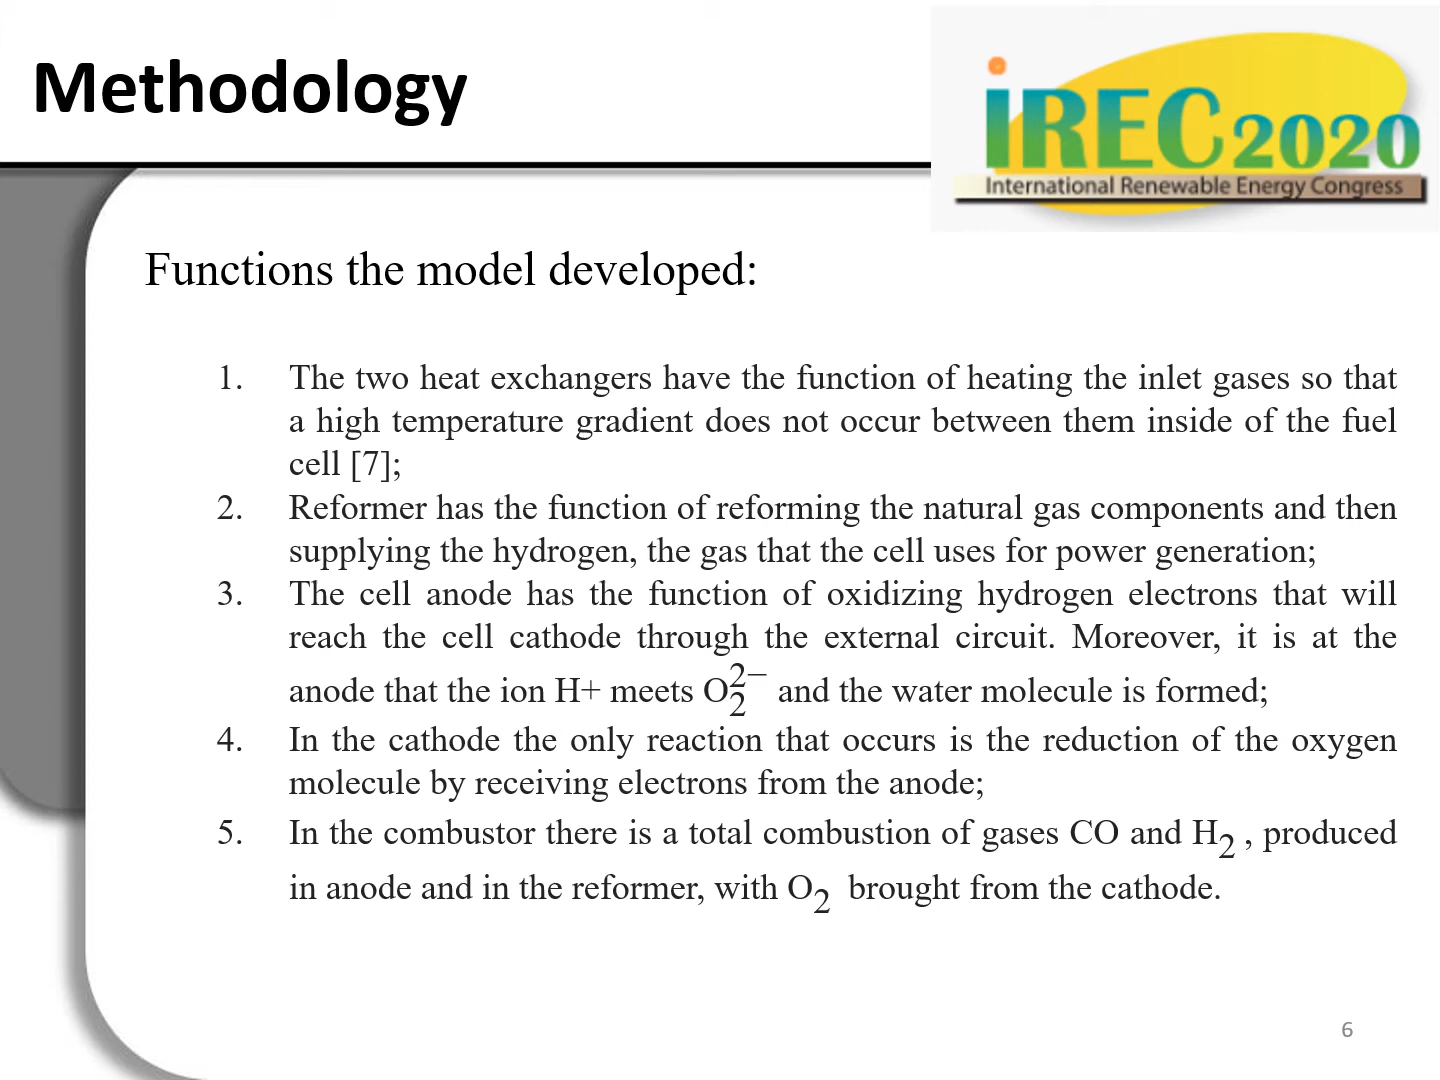 Methodology
iREC2020
International Renewable Energy Congress
Functions the model developed:
1. The two heat exchangers have the function of heating the inlet gases so that
a high temperature gradient does not occur between them inside of the fuel
cell [7];
2. Reformer has the function of reforming the natural gas components and then
supplying the hydrogen, the gas that the cell uses for power generation;
3. The cell anode has the function of oxidizing hydrogen electrons that will
reach the cell cathode through the external circuit. Moreover, it is at the
anode that the ion H+ meets O₂²⁻ and the water molecule is formed;
4. In the cathode the only reaction that occurs is the reduction of the oxygen
molecule by receiving electrons from the anode;
5. In the combustor there is a total combustion of gases CO and H₂ , produced
in anode and in the reformer, with O₂ brought from the cathode.
6